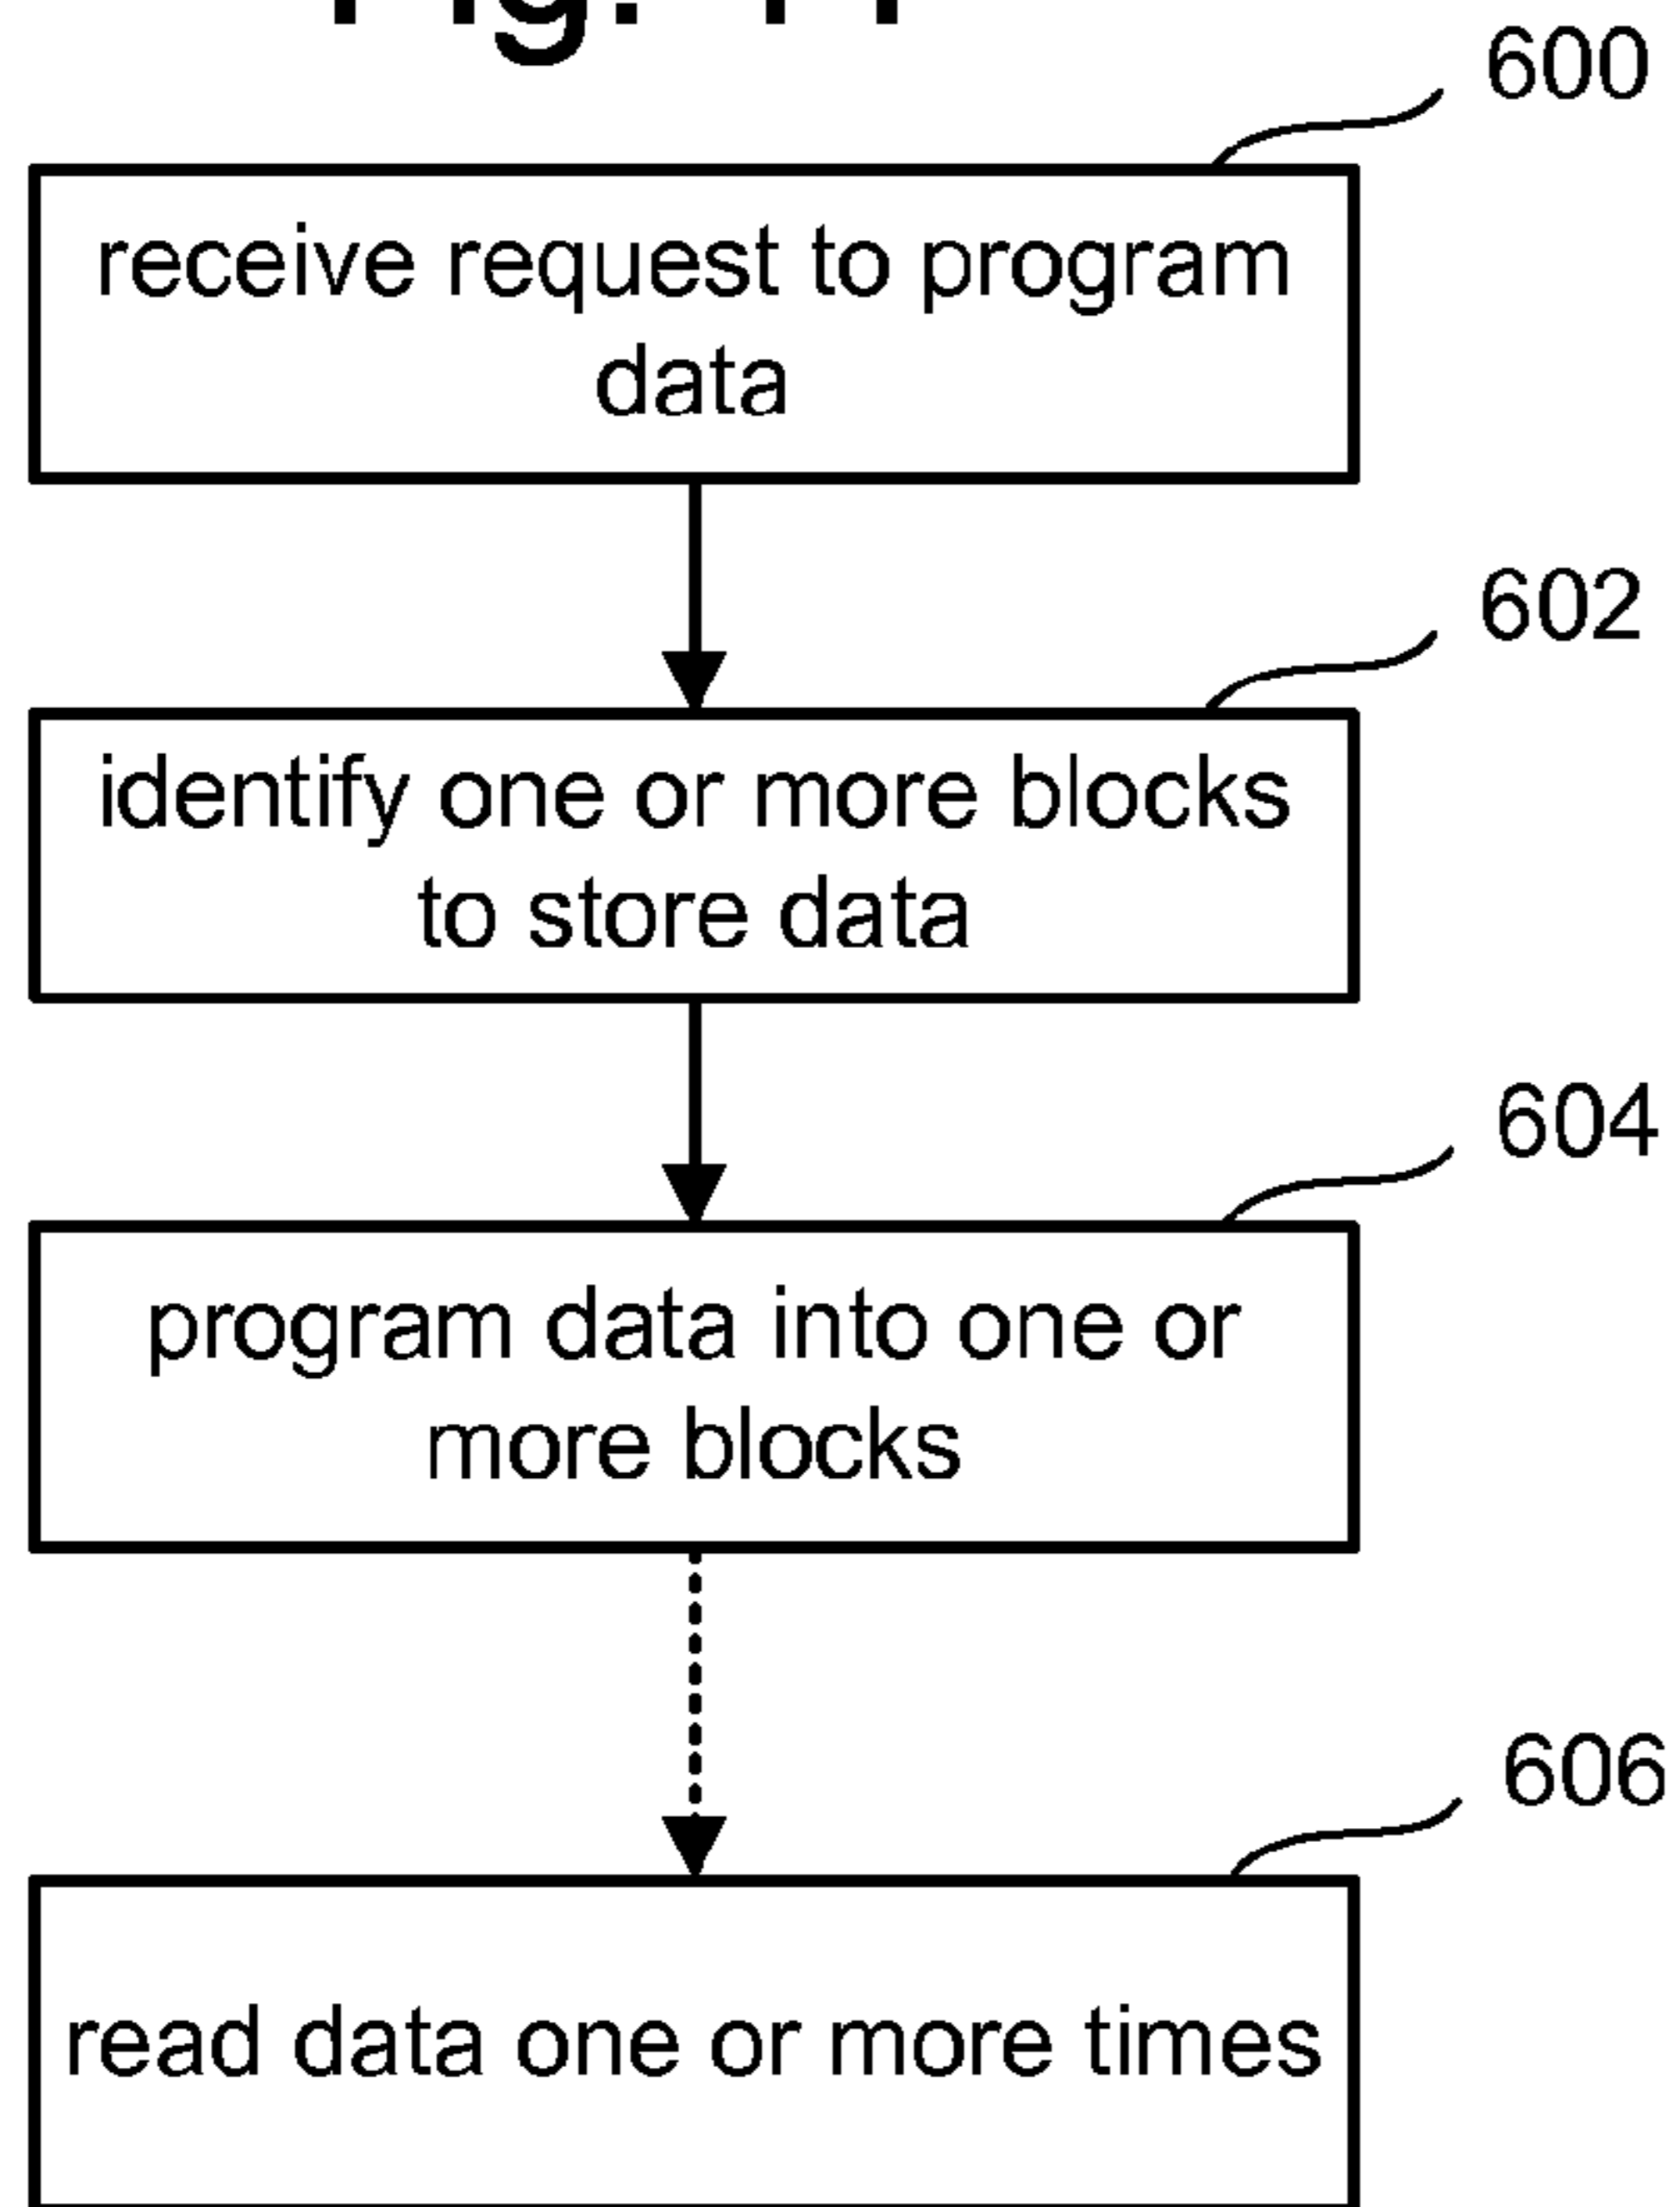 600
receive request to program
data
602
identify one or more blocks
to store data
604
program data into one or
more blocks
606
read data one or more times